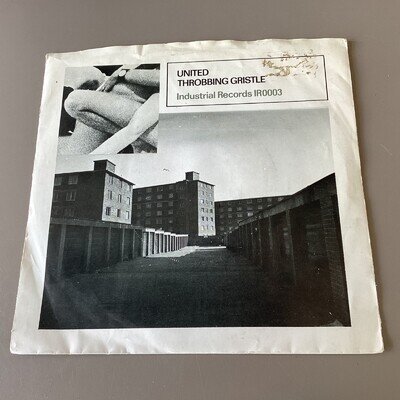 UNITED
THROBBING GRISTLE
Industrial Records IR0003